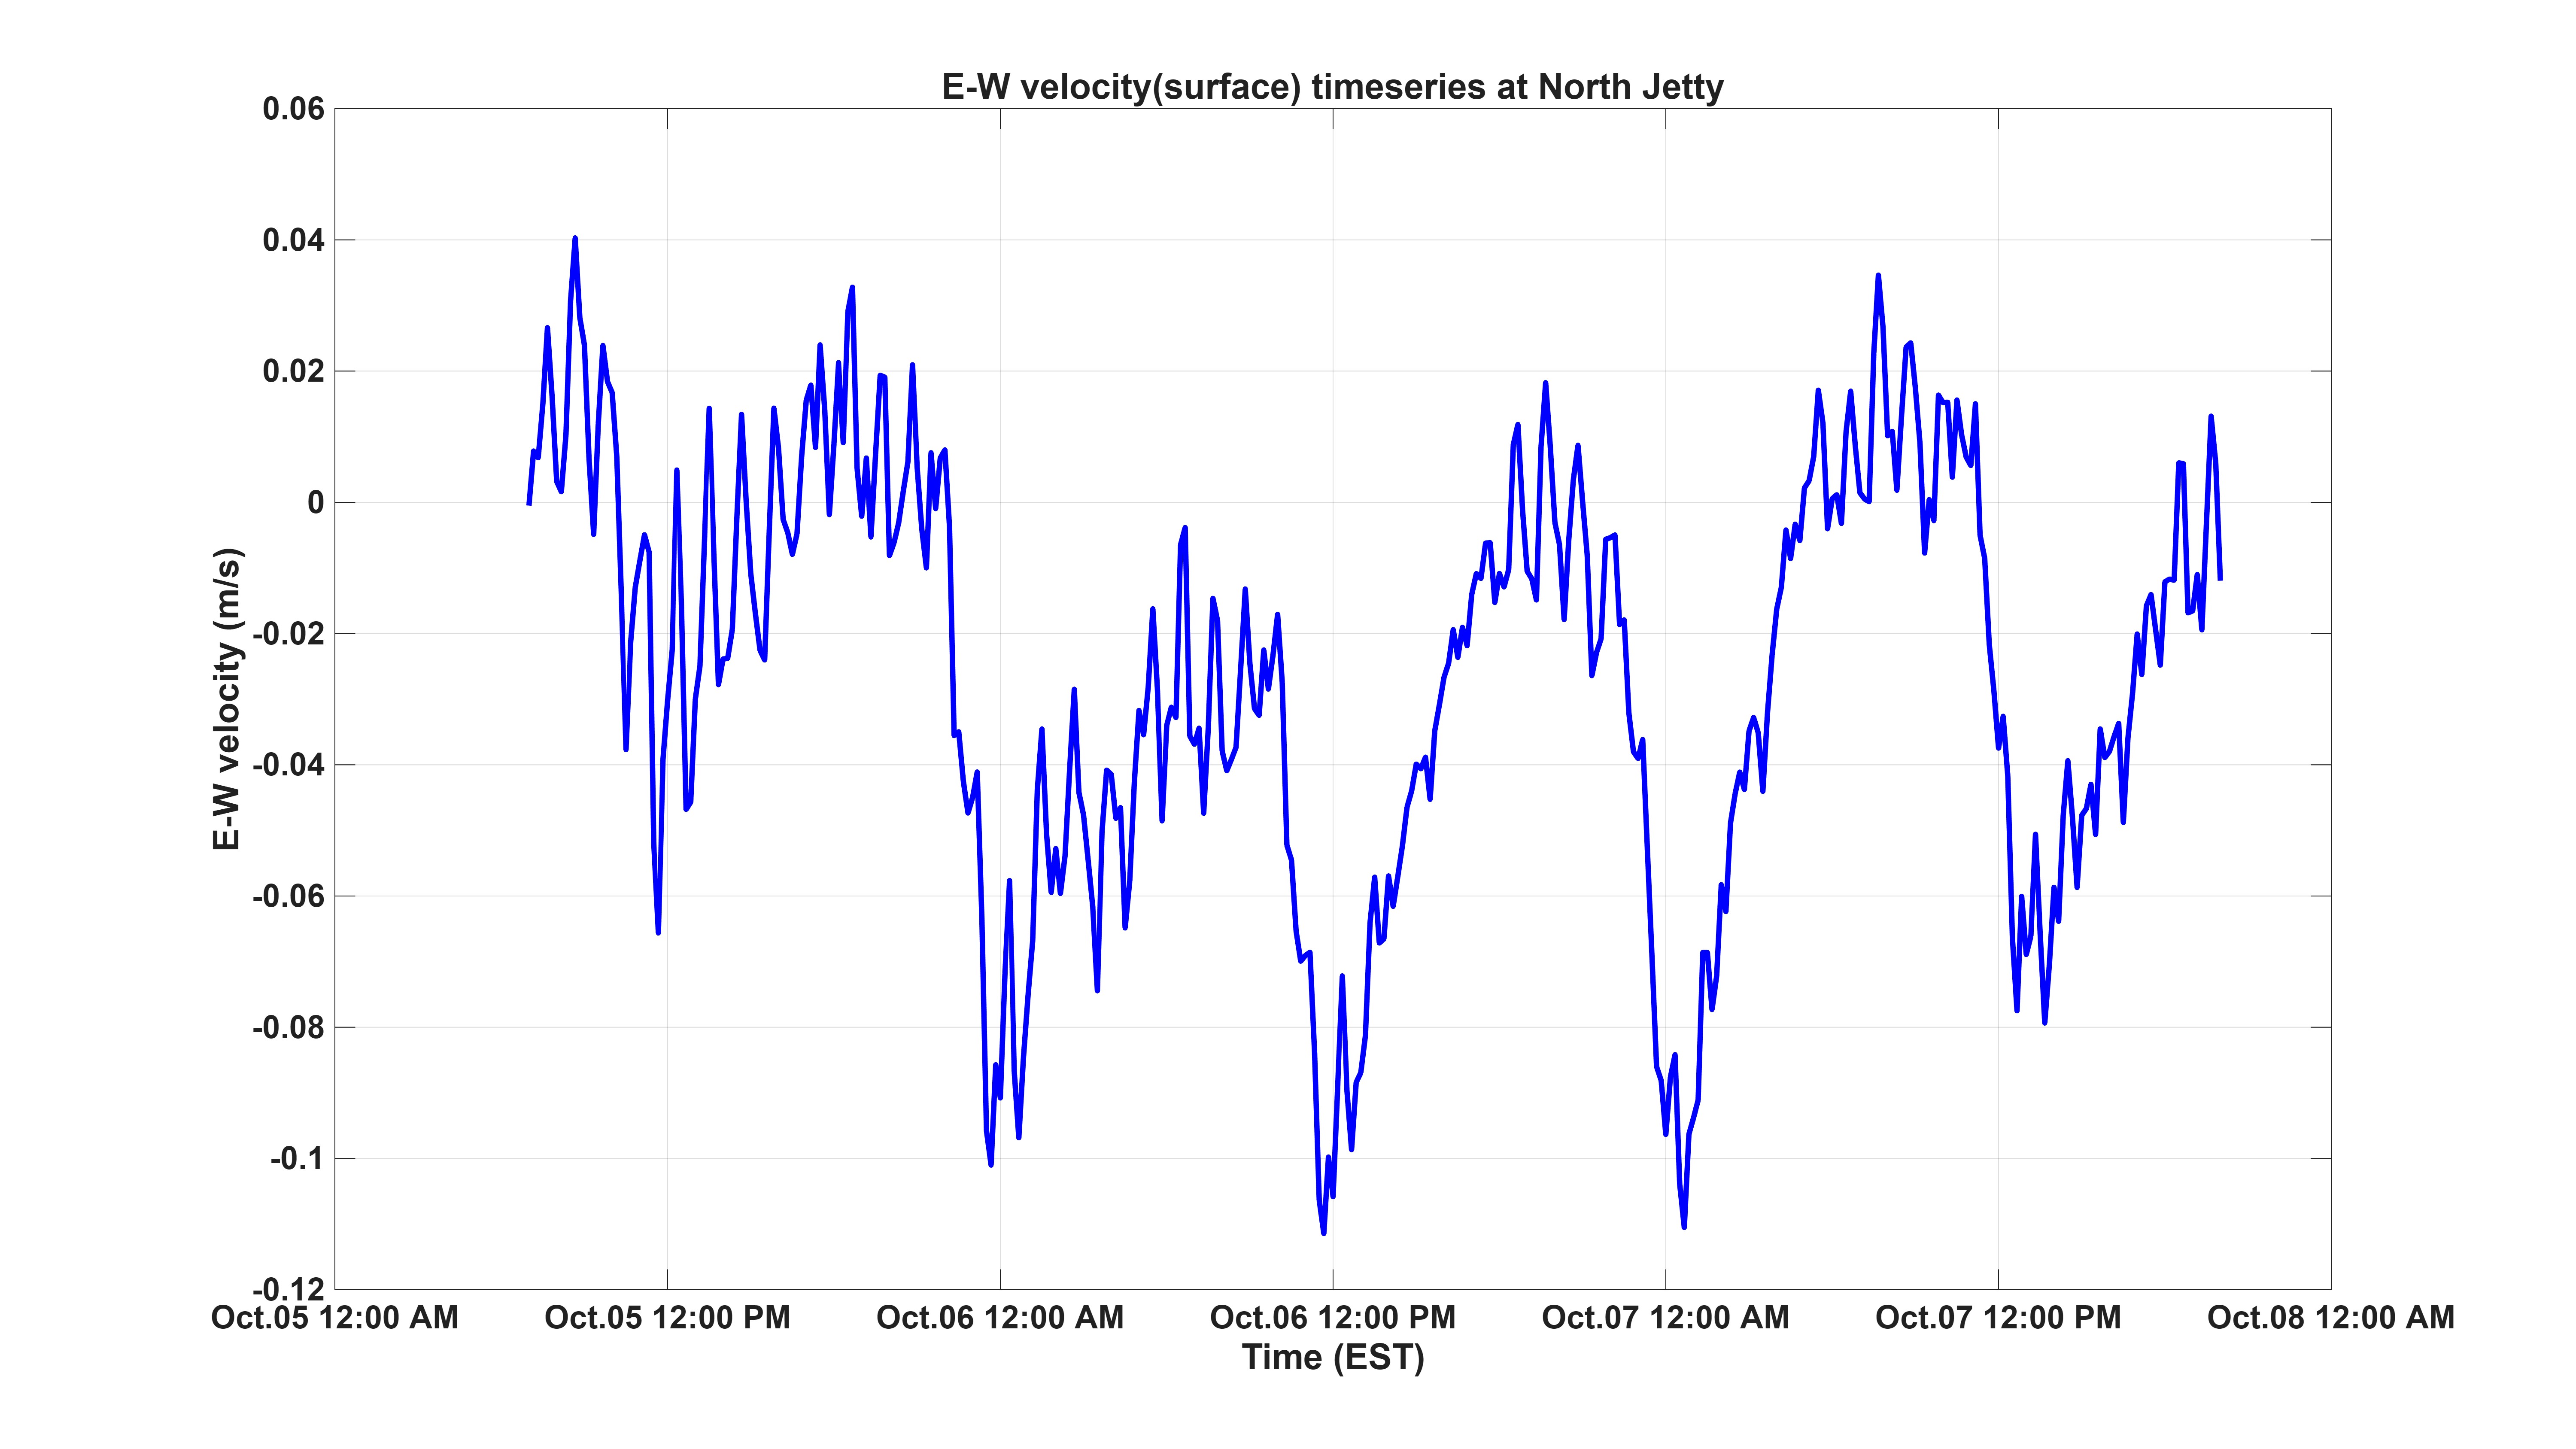 E-W velocity(surface) timeseries at North Jetty
0.06
0.04
0.02
0
-0.02
-0.04
-0.06
-0.08
-0.1
-0.12
E-W velocity (m/s)
Oct.05 12:00 AM Oct.05 12:00 PM Oct.06 12:00 AM Oct.06 12:00 PM Oct.07 12:00 AM Oct.07 12:00 PM Oct.08 12:00 AM
Time (EST)